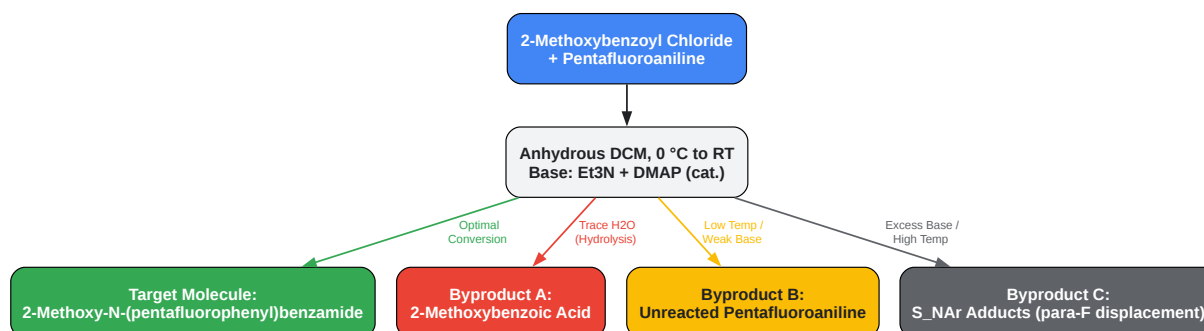 2-Methoxybenzoyl Chloride
+ Pentafluoroaniline
Anhydrous DCM, 0 °C to RT
Base: Et3N + DMAP (cat.)
Optimal
Conversion
Trace H2O
(Hydrolysis)
Low Temp /
Weak Base
Excess Base /
High Temp
Target Molecule:
2-Methoxy-N-(pentafluorophenyl)benzamide
Byproduct A:
2-Methoxybenzoic Acid
Byproduct B:
Unreacted Pentafluoroaniline
Byproduct C:
S_NAr Adducts (para-F displacement)